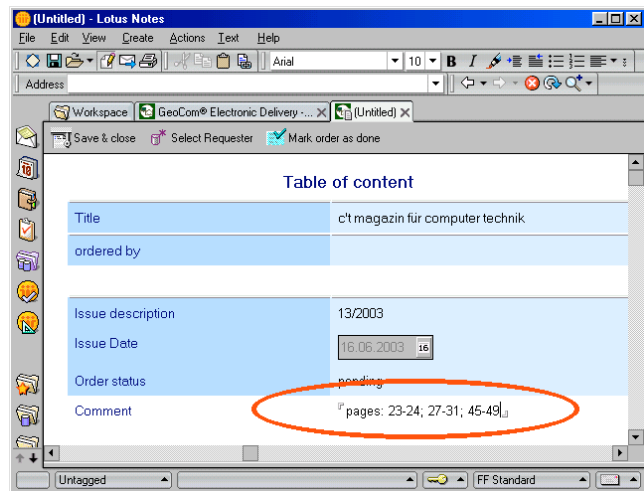 (Untitled) - Lotus Notes
File Edit View Create Actions Text Help
Arial 10 B I
Address
Workspace GeoCom® Electronic Delivery -... (Untitled)
Save & close Select Requester Mark order as done
Table of content
Title c't magazin für computer technik
ordered by
Issue description 13/2003
Issue Date 16.06.2003 16
Order status pending
Comment pages: 23-24; 27-31; 45-49
Untagged FF Standard